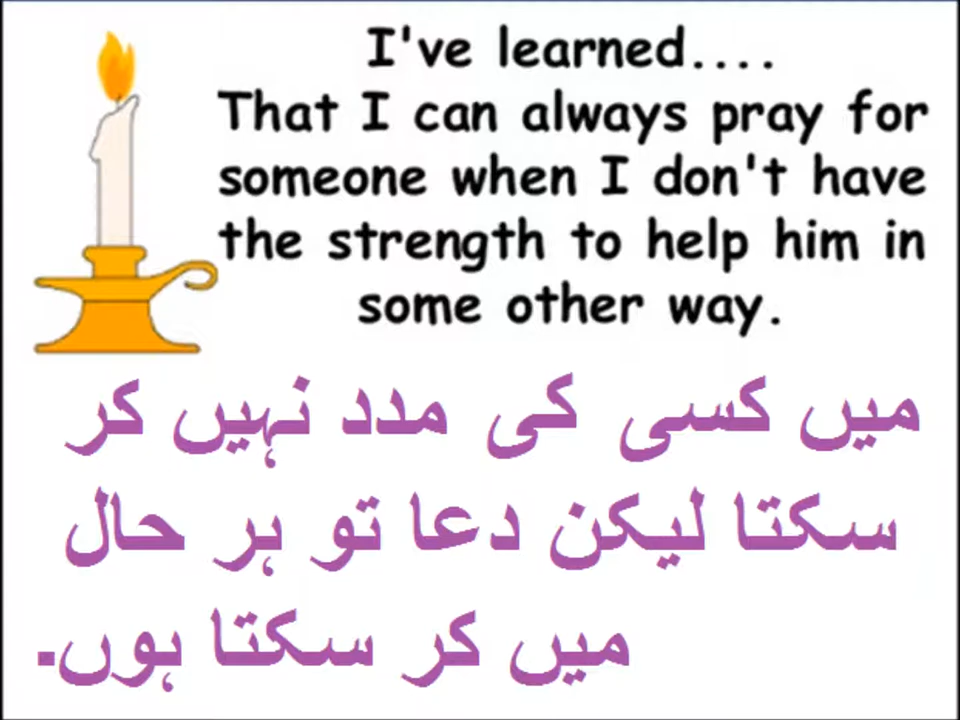 I've learned....
That I can always pray for
someone when I don't have
the strength to help him in
some other way.
میں کسی کی مدد نہیں کر
سکتا لیکن دعا تو ہر حال
میں کر سکتا ہوں۔